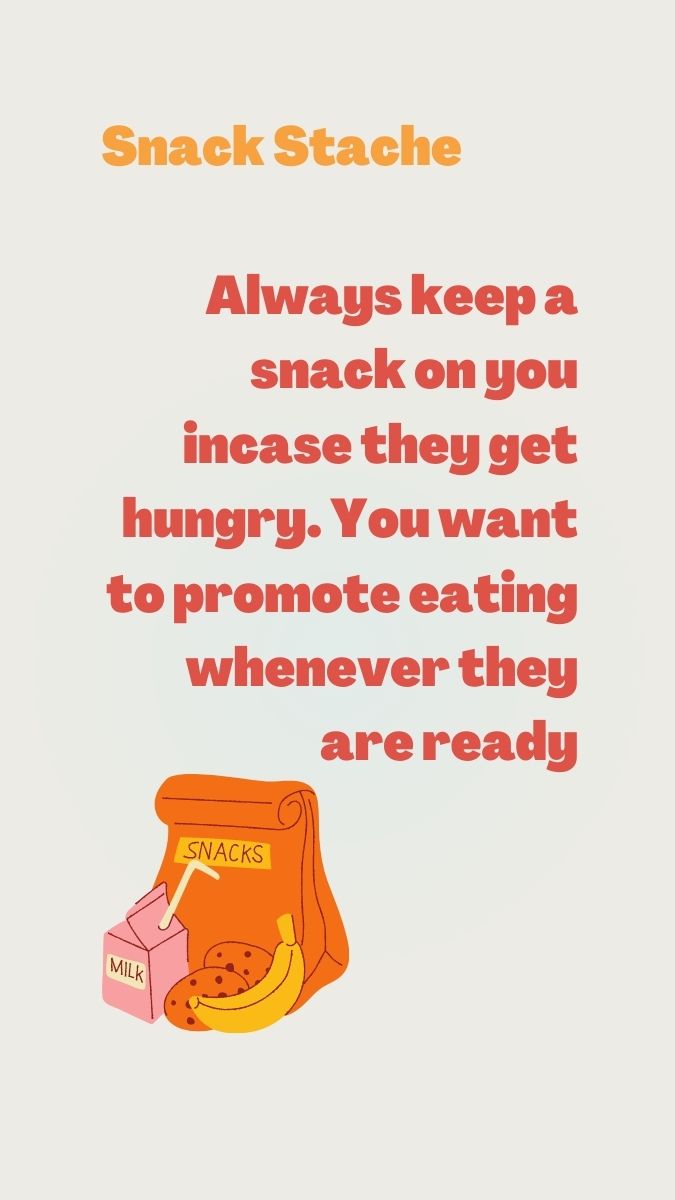 Snack Stache
Always keep a
snack on you
incase they get
hungry. You want
to promote eating
whenever they
are ready
SNACKS
MILK